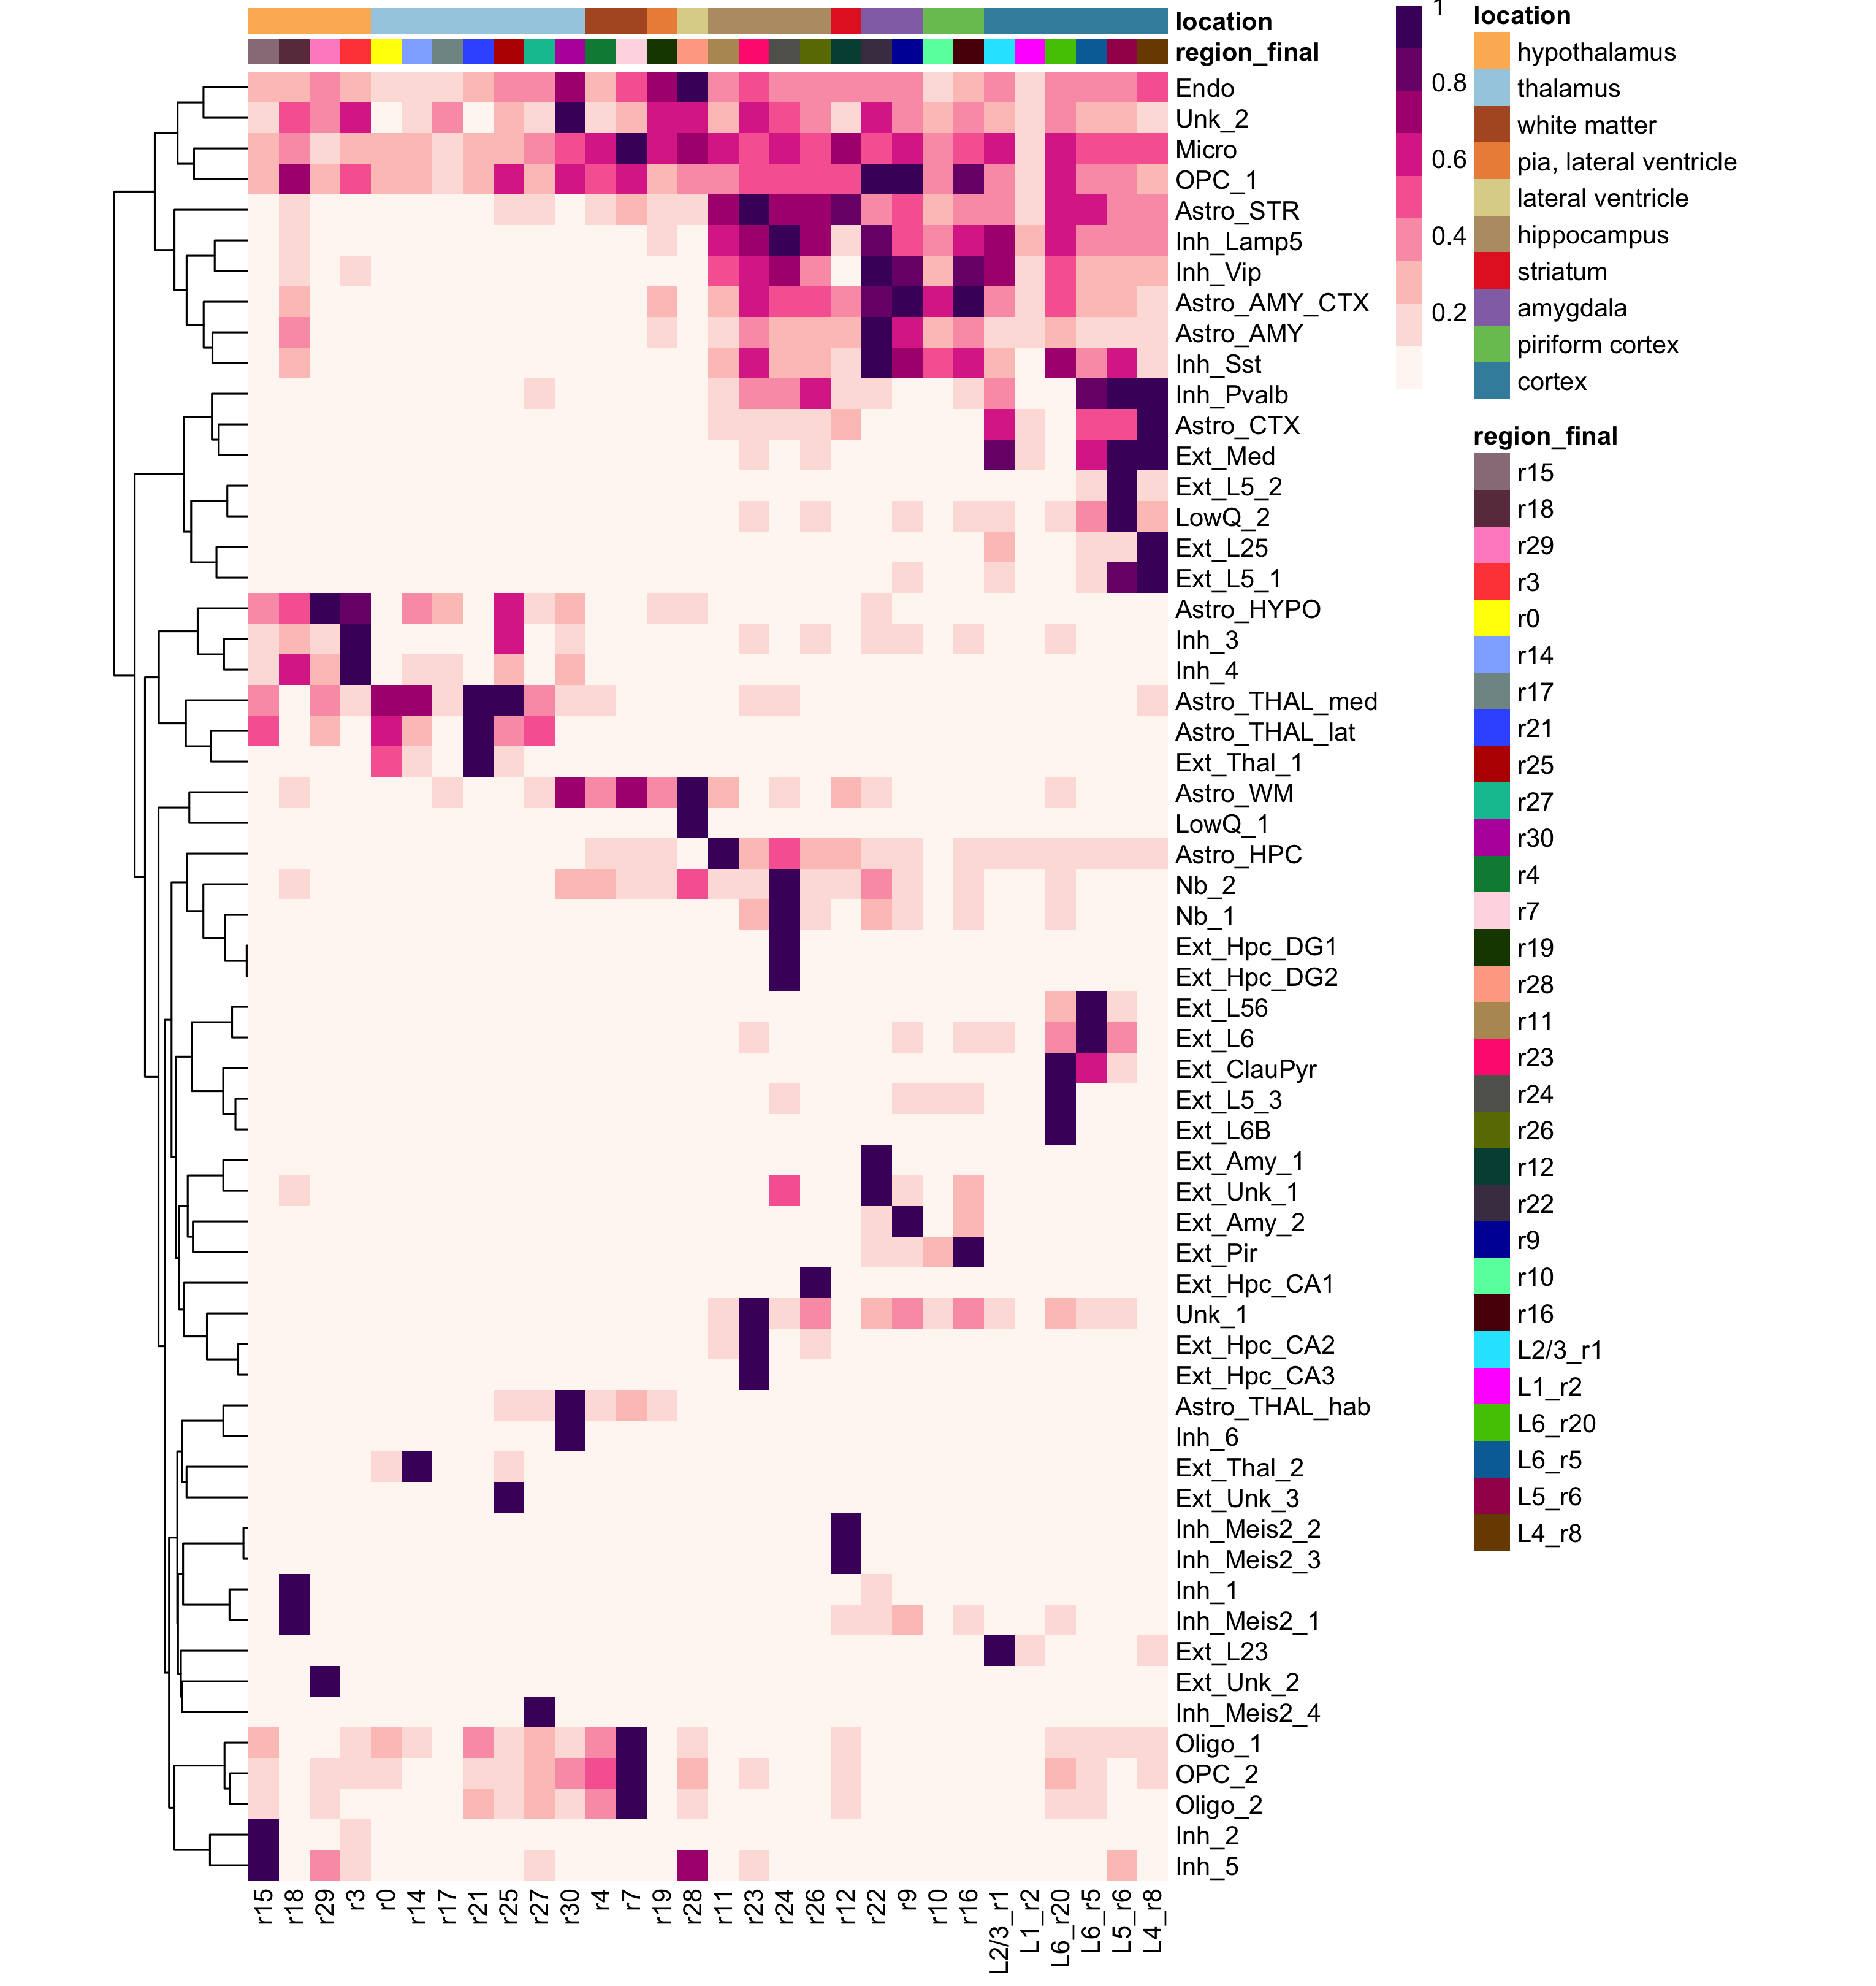 location
region_final
Endo
Unk_2
Micro
OPC_1
Astro_STR
Inh_Lamp5
Inh_Vip
Astro_AMY_CTX
Astro_AMY
Inh_Sst
Inh_Pvalb
Astro_CTX
Ext_Med
Ext_L5_2
LowQ_2
Ext_L25
Ext_L5_1
Astro_HYPO
Inh_3
Inh_4
Astro_THAL_med
Astro_THAL_lat
Ext_Thal_1
Astro_WM
LowQ_1
Astro_HPC
Nb_2
Nb_1
Ext_Hpc_DG1
Ext_Hpc_DG2
Ext_L56
Ext_L6
Ext_ClauPyr
Ext_L5_3
Ext_L6B
Ext_Amy_1
Ext_Unk_1
Ext_Amy_2
Ext_Pir
Ext_Hpc_CA1
Unk_1
Ext_Hpc_CA2
Ext_Hpc_CA3
Astro_THAL_hab
Inh_6
Ext_Thal_2
Ext_Unk_3
Inh_Meis2_2
Inh_Meis2_3
Inh_1
Inh_Meis2_1
Ext_L23
Ext_Unk_2
Inh_Meis2_4
Oligo_1
OPC_2
Oligo_2
Inh_2
Inh_5
r15 r18 r29 r3 r0 r14 r17 r21 r25 r27 r30 r4 r7 r19 r28 r11 r23 r24 r26 r12 r22 r9 r10 r16 L2/3_r1 L1_r2 L6_r20 L6_r5 L5_r6 L4_r8
1
0.8
0.6
0.4
0.2
location
hypothalamus
thalamus
white matter
pia, lateral ventricle
lateral ventricle
hippocampus
striatum
amygdala
piriform cortex
cortex
region_final
r15
r18
r29
r3
r0
r14
r17
r21
r25
r27
r30
r4
r7
r19
r28
r11
r23
r24
r26
r12
r22
r9
r10
r16
L2/3_r1
L1_r2
L6_r20
L6_r5
L5_r6
L4_r8